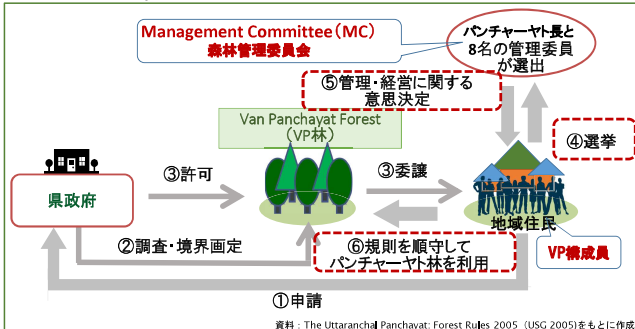 Management Committee(MC)
森林管理委員会
パンチャーヤト長と
8名の管理委員
が選出
⑤管理・経営に関する
意思決定
Van Panchayat Forest
(VP林)
④選挙
③許可
③委譲
県政府
地域住民
②調査・境界画定
⑥規則を順守して
パンチャーヤト林を利用
VP構成員
①申請
資料:The Uttaranchal Panchayat: Forest Rules 2005 (USG 2005)をもとに作成